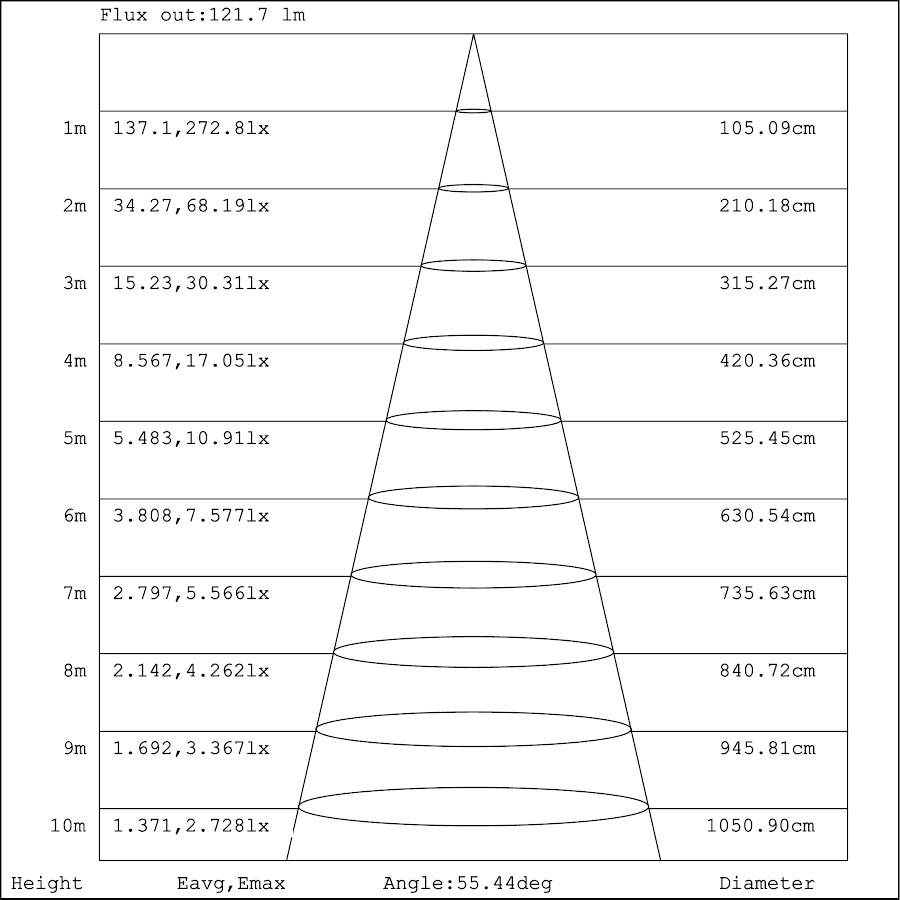 Flux out:121.7 lm
1m 137.1,272.8lx 105.09cm
2m 34.27,68.19lx 210.18cm
3m 15.23,30.31lx 315.27cm
4m 8.567,17.05lx 420.36cm
5m 5.483,10.91lx 525.45cm
6m 3.808,7.577lx 630.54cm
7m 2.797,5.566lx 735.63cm
8m 2.142,4.262lx 840.72cm
9m 1.692,3.367lx 945.81cm
10m 1.371,2.728lx 1050.90cm
Height Eavg,Emax Angle:55.44deg Diameter